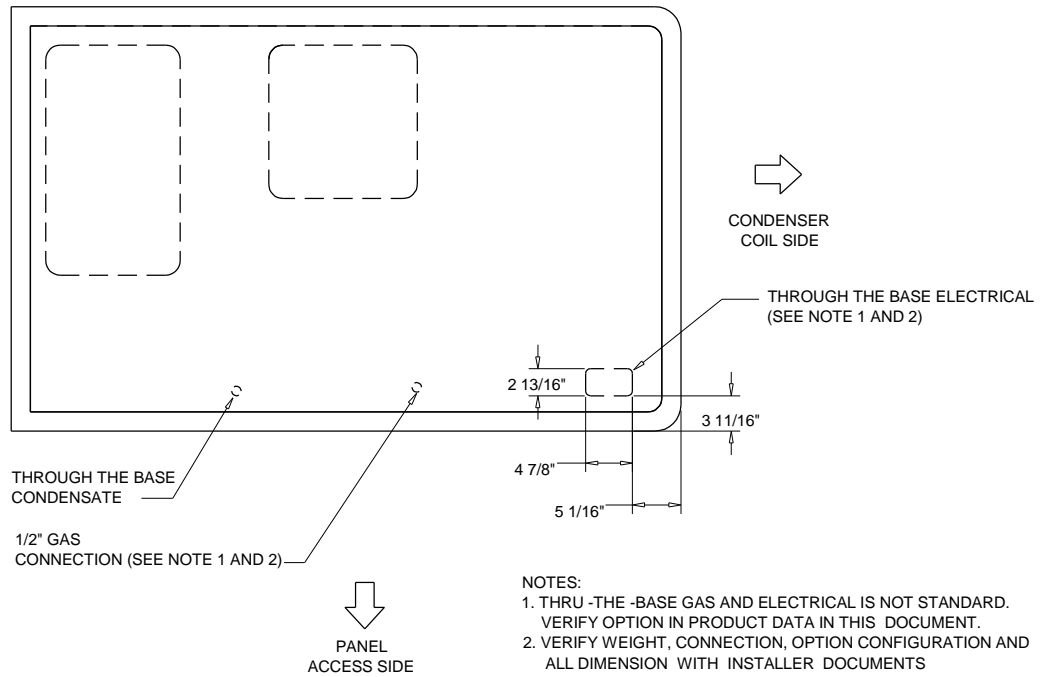 CONDENSER
COIL SIDE
THROUGH THE BASE ELECTRICAL
(SEE NOTE 1 AND 2)
2 13/16"
3 11/16"
4 7/8"
5 1/16"
THROUGH THE BASE
CONDENSATE
1/2" GAS
CONNECTION (SEE NOTE 1 AND 2)
PANEL
ACCESS SIDE
NOTES:
1. THRU -THE -BASE GAS AND ELECTRICAL IS NOT STANDARD.
VERIFY OPTION IN PRODUCT DATA IN THIS DOCUMENT.
2. VERIFY WEIGHT, CONNECTION, OPTION CONFIGURATION AND
ALL DIMENSION WITH INSTALLER DOCUMENTS